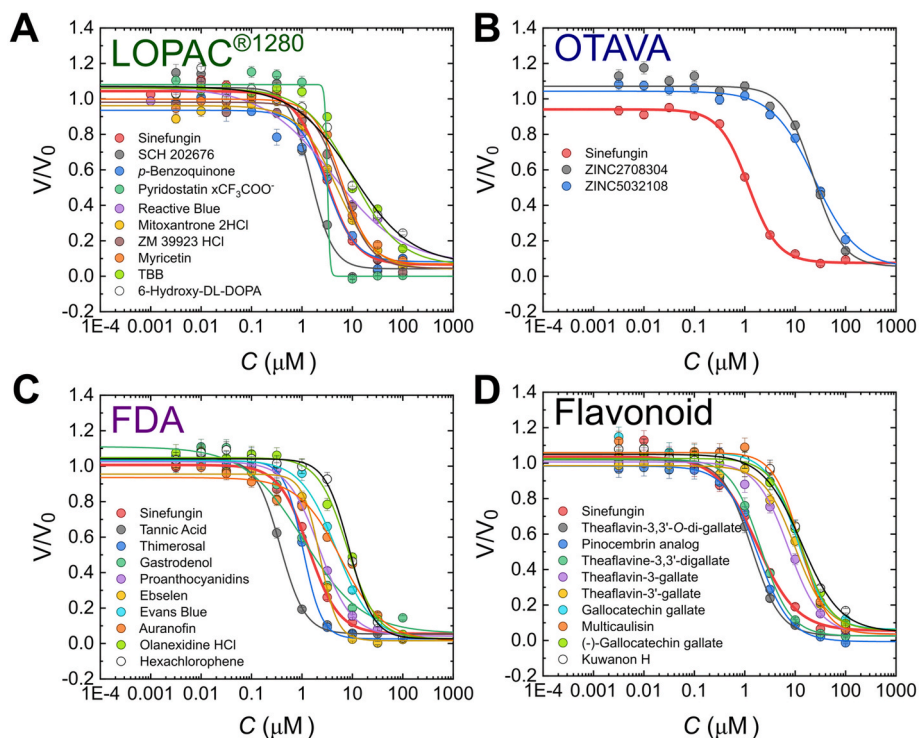 A
LOPAC®1280
V/V0
1.4
1.2
1.0
0.8
0.6
0.4
0.2
0.0
-0.2
Sinefungin
SCH 202676
p-Benzoquinone
Pyridostatin xCF3COO-
Reactive Blue
Mitoxantrone 2HCl
ZM 39923 HCl
Myricetin
TBB
6-Hydroxy-DL-DOPA
1E-4 0.001 0.01 0.1 1 10 100 1000
C (µM)
B
OTAVA
V/V0
1.4
1.2
1.0
0.8
0.6
0.4
0.2
0.0
-0.2
Sinefungin
ZINC2708304
ZINC5032108
1E-4 0.001 0.01 0.1 1 10 100 1000
C (µM)
C
FDA
V/V0
1.4
1.2
1.0
0.8
0.6
0.4
0.2
0.0
-0.2
Sinefungin
Tannic Acid
Thimerosal
Gastrodenol
Proanthocyanidins
Ebselen
Evans Blue
Auranofin
Olanexidine HCl
Hexachlorophene
1E-4 0.001 0.01 0.1 1 10 100 1000
C (µM)
D
Flavonoid
V/V0
1.4
1.2
1.0
0.8
0.6
0.4
0.2
0.0
-0.2
Sinefungin
Theaflavin-3,3'-O-di-gallate
Pinocembrin analog
Theaflavine-3,3'-digallate
Theaflavin-3-gallate
Theaflavin-3'-gallate
Gallocatechin gallate
Multicaulisin
(-)-Gallocatechin gallate
Kuwanon H
1E-4 0.001 0.01 0.1 1 10 100 1000
C (µM)